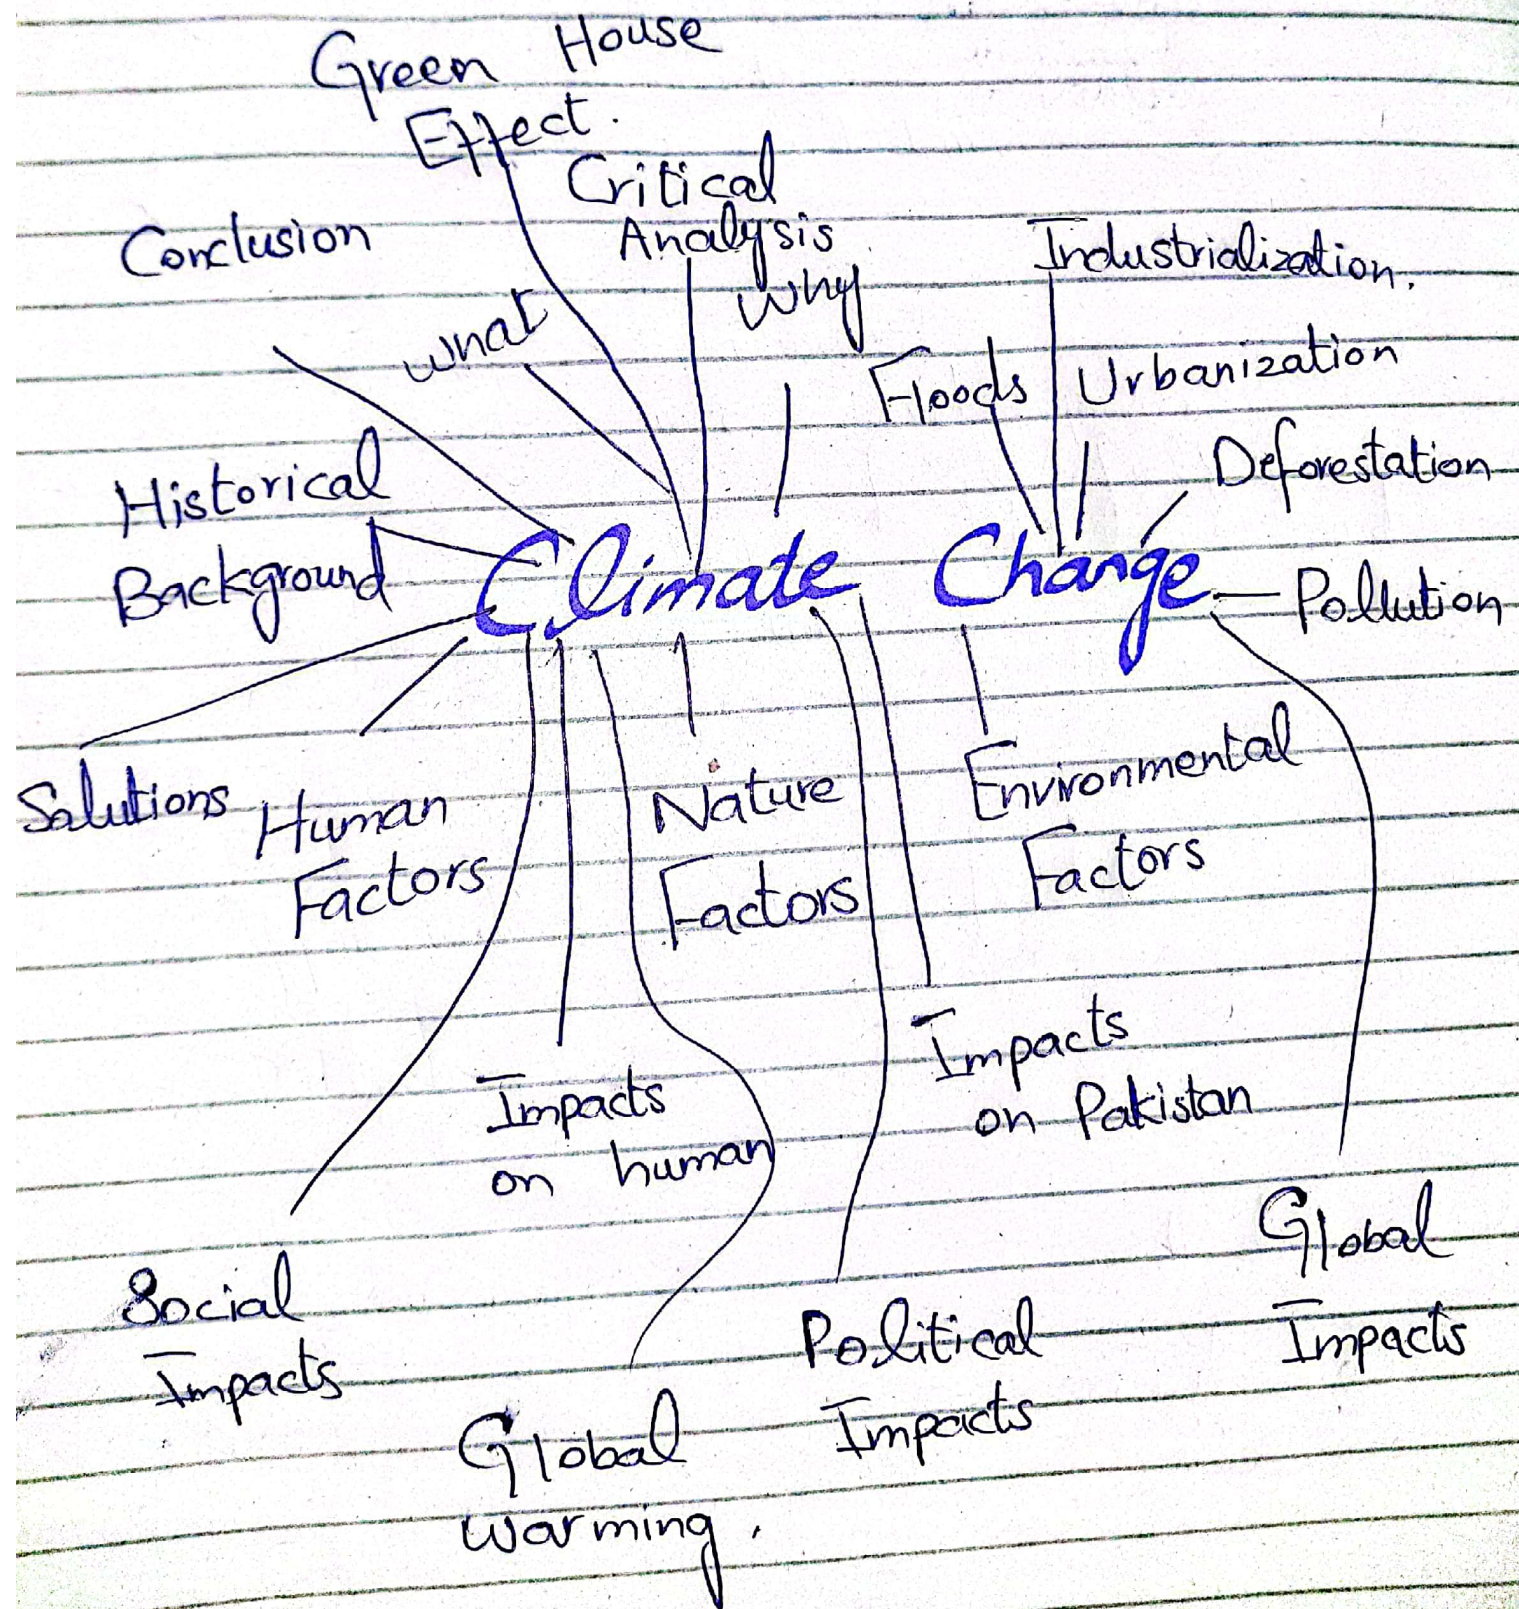 Green House
Effect.
Critical
Analysis
Conclusion
what
why
Industrialization.
Floods
Urbanization
Deforestation
Historical
Background
Climate Change
Pollution
Solutions
Human
Factors
Nature
Factors
Environmental
Factors
Impacts
on human
Impacts
on Pakistan
Social
Impacts
Global
warming.
Political
Impacts
Global
Impacts